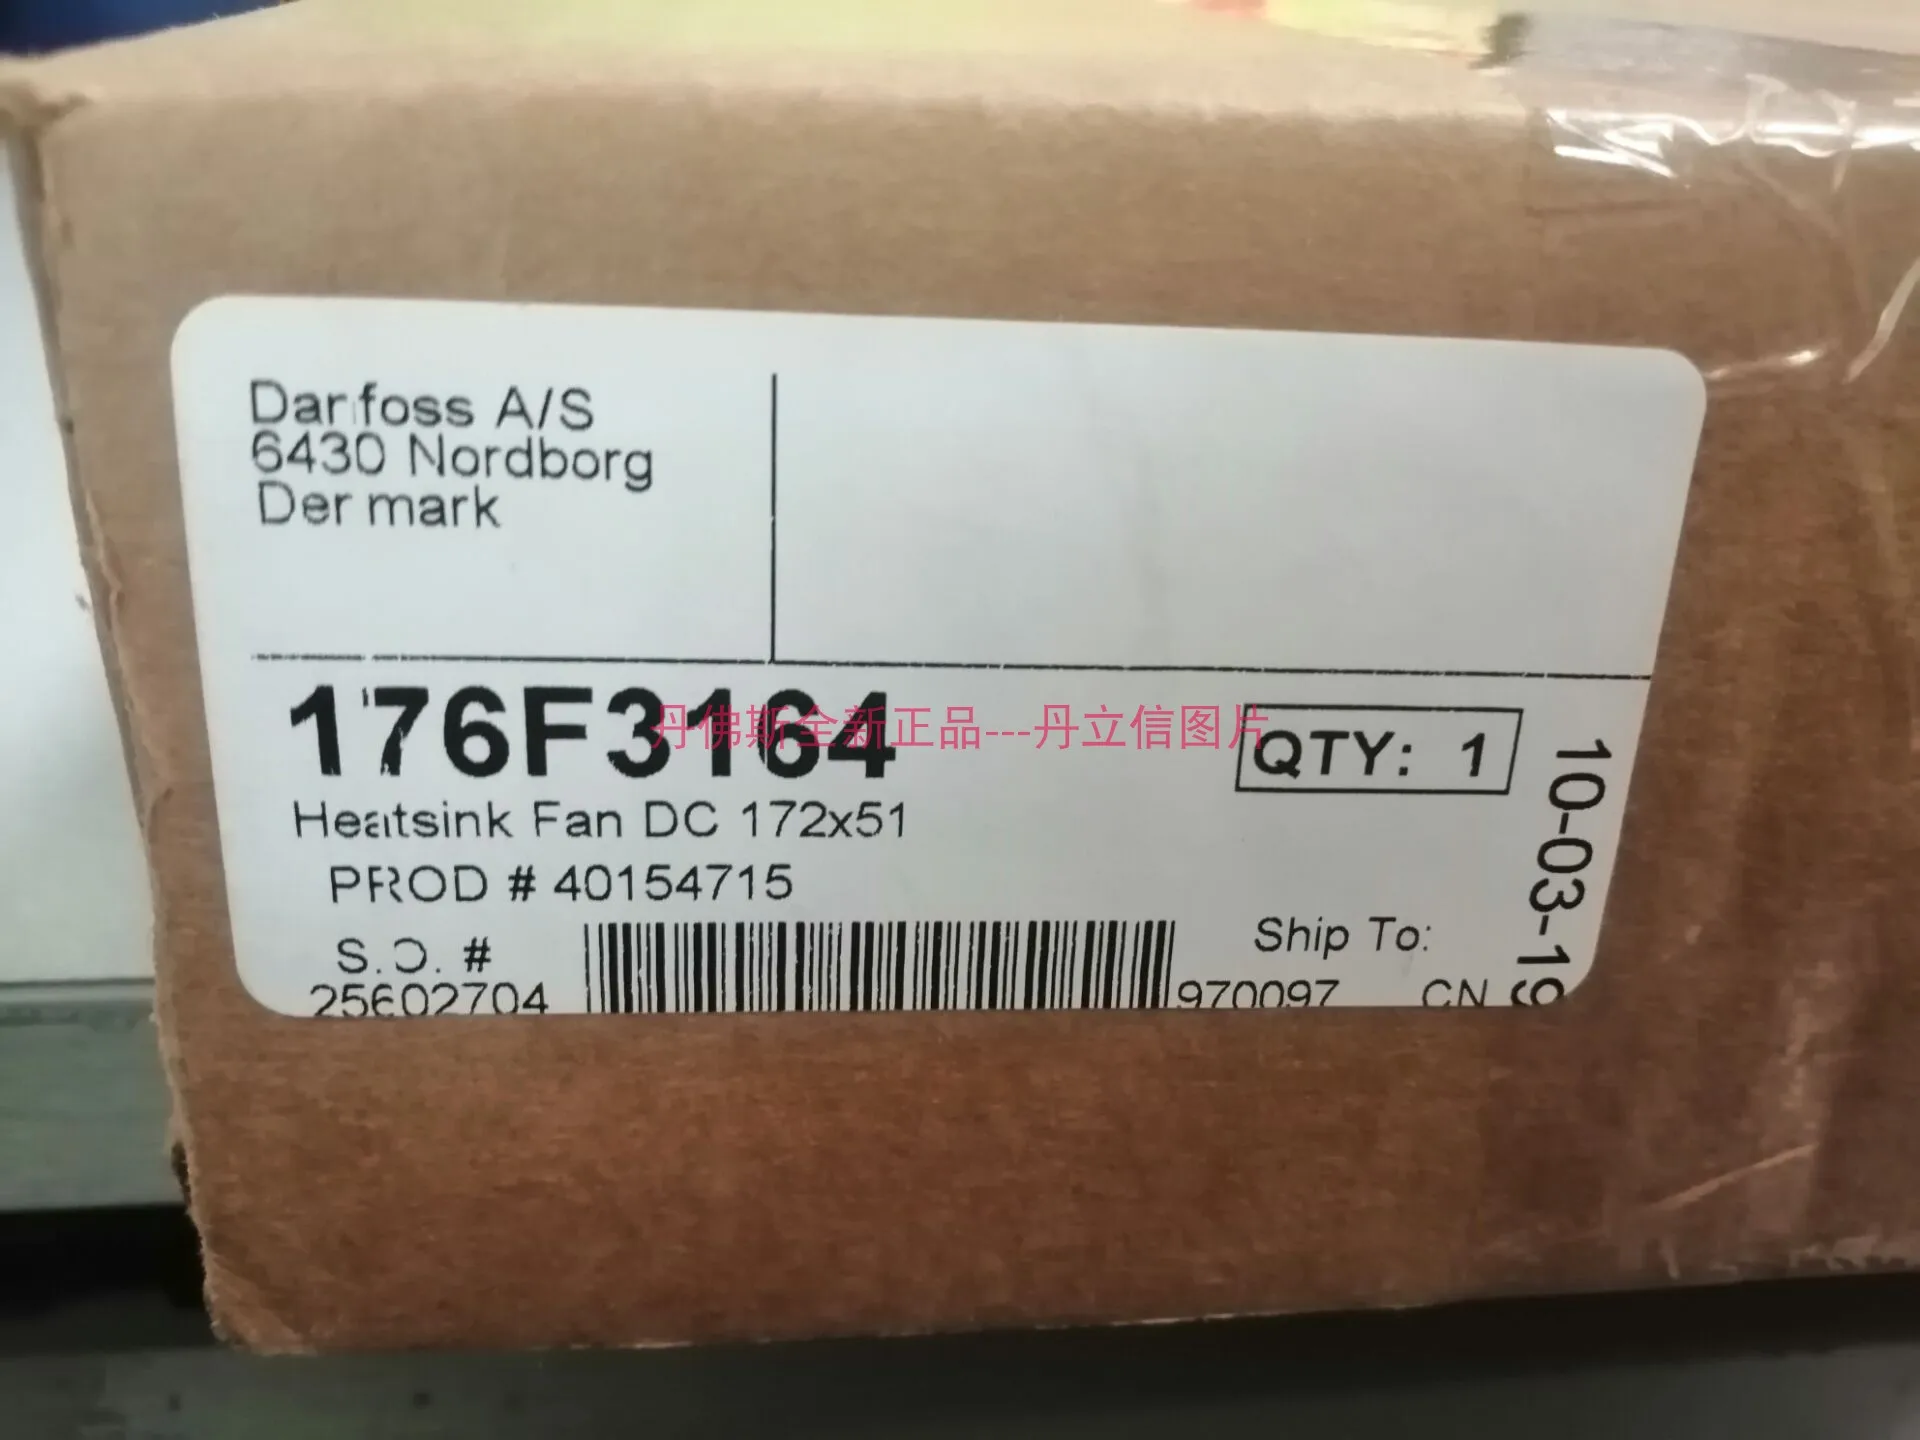 Danfoss A/S
6430 Nordborg
Denmark
176F3164
丹佛斯全新正品---丹立信图片
QTY: 1
Heatsink Fan DC 172x51
PROD # 40154715
S.O. #
25602704
Ship To:
970097 CN
10-03-19